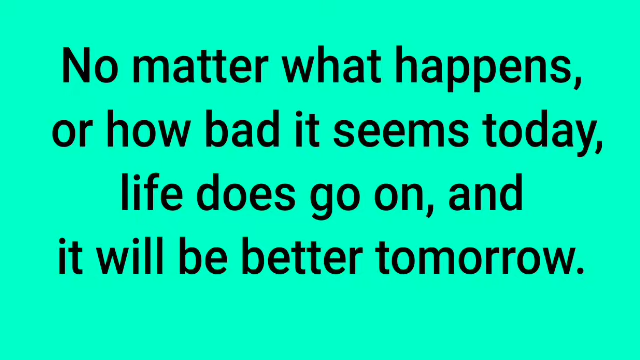 No matter what happens,
or how bad it seems today,
life does go on, and
it will be better tomorrow.